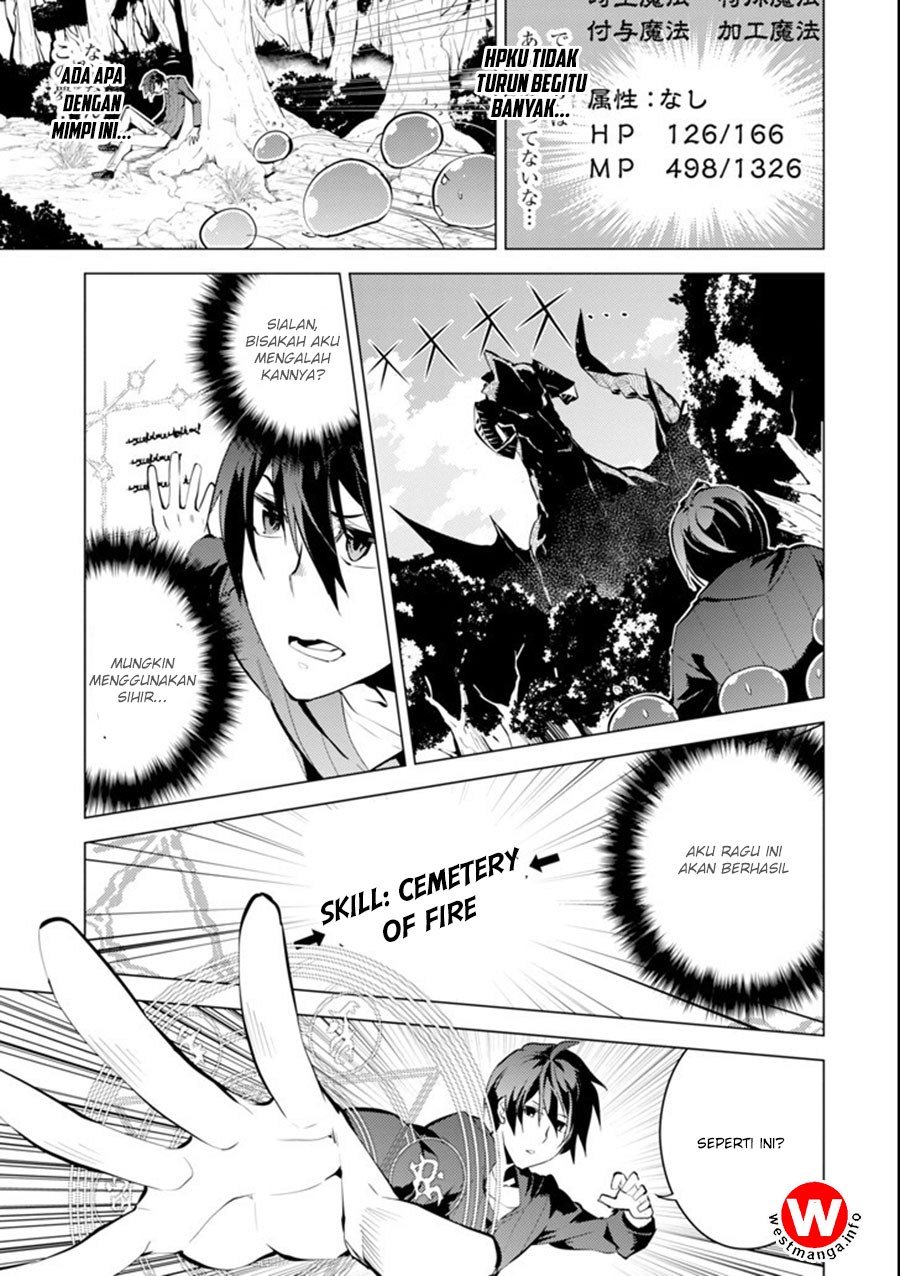 付与魔法 加工魔法
属性：なし
HP 126/166
MP 498/1326
HPKU TIDAK
TURUN BEGITU
BANYAK...
ADA APA
DENGAN
MIMPI INI...
SIALAN,
BISAKAH AKU
MENGALAH
KANNYA?
MUNGKIN
MENGGUNAKAN
SIHIR...
AKU RAGU INI
AKAN BERHASIL
SKILL: CEMETERY
OF FIRE
SEPERTI INI?
W
westmanga.info